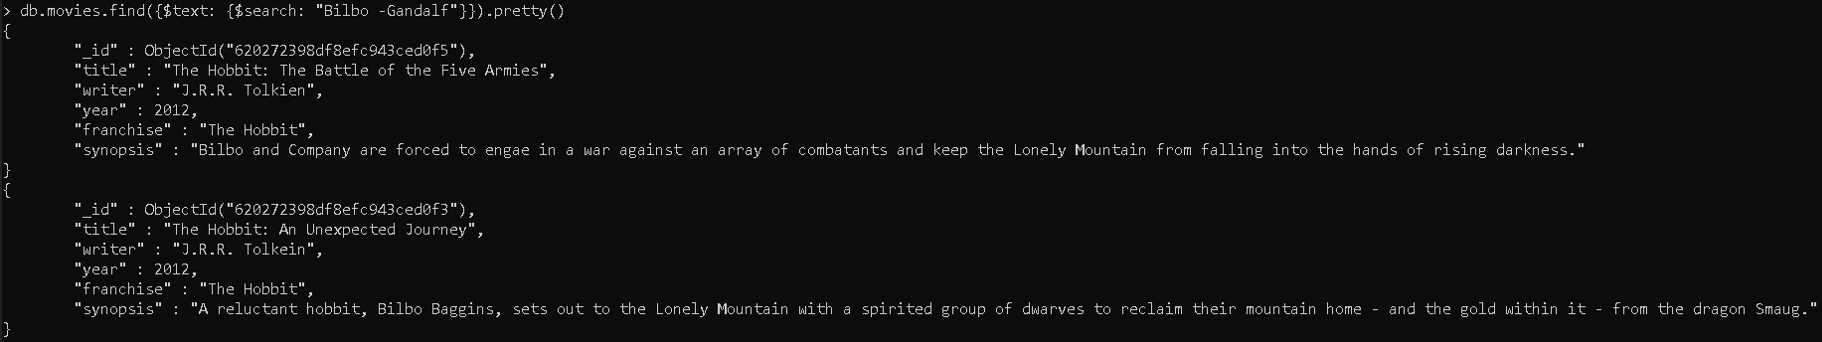 > db.movies.find({$text: {$search: "Bilbo -Gandalf"}}).pretty()
{
"_id" : ObjectId("620272398df8efc943ced0f5"),
"title" : "The Hobbit: The Battle of the Five Armies",
"writer" : "J.R.R. Tolkien",
"year" : 2012,
"franchise" : "The Hobbit",
"synopsis" : "Bilbo and Company are forced to engae in a war against an array of combatants and keep the Lonely Mountain from falling into the hands of rising darkness."
}
{
"_id" : ObjectId("620272398df8efc943ced0f3"),
"title" : "The Hobbit: An Unexpected Journey",
"writer" : "J.R.R. Tolkein",
"year" : 2012,
"franchise" : "The Hobbit",
"synopsis" : "A reluctant hobbit, Bilbo Baggins, sets out to the Lonely Mountain with a spirited group of dwarves to reclaim their mountain home - and the gold within it - from the dragon Smaug."
}